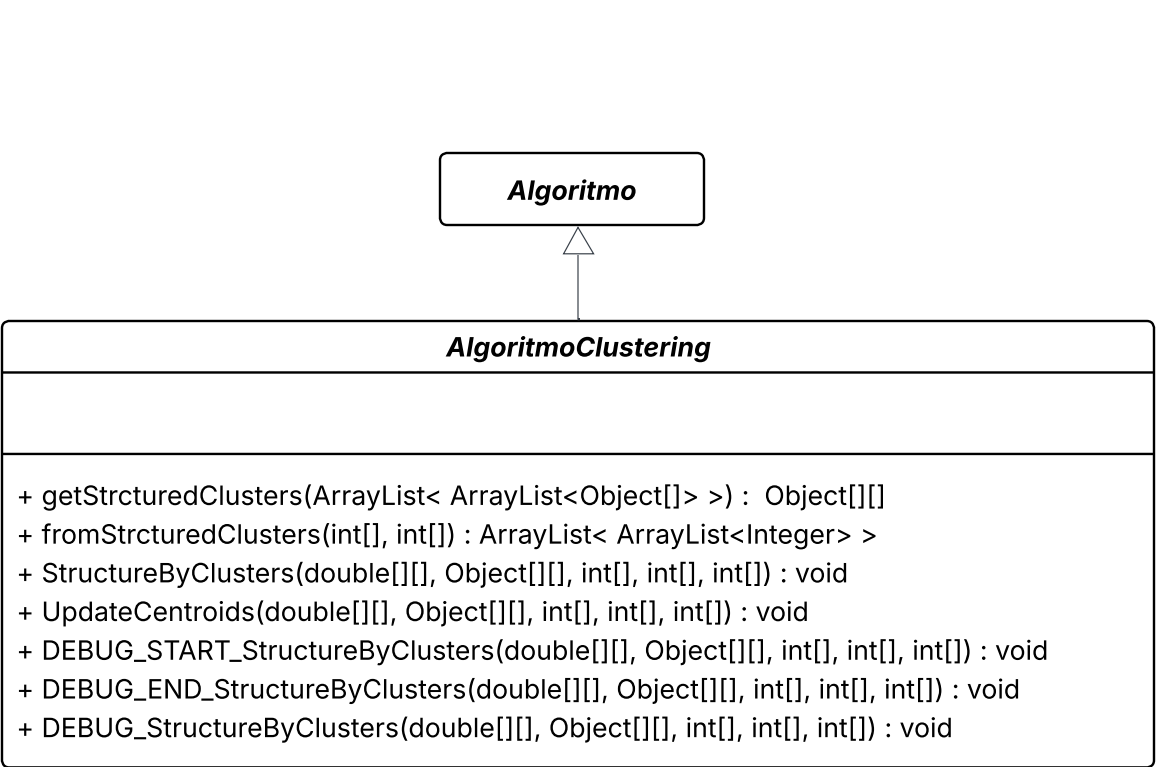 Algoritmo
AlgoritmoClustering
+ getStrcturedClusters(ArrayList< ArrayList<Object[]> >) :  Object[][]
+ fromStrcturedClusters(int[], int[]) : ArrayList< ArrayList<Integer> >
+ StructureByClusters(double[][], Object[][], int[], int[], int[]) : void
+ UpdateCentroids(double[][], Object[][], int[], int[], int[]) : void
+ DEBUG_START_StructureByClusters(double[][], Object[][], int[], int[], int[]) : void
+ DEBUG_END_StructureByClusters(double[][], Object[][], int[], int[], int[]) : void
+ DEBUG_StructureByClusters(double[][], Object[][], int[], int[], int[]) : void